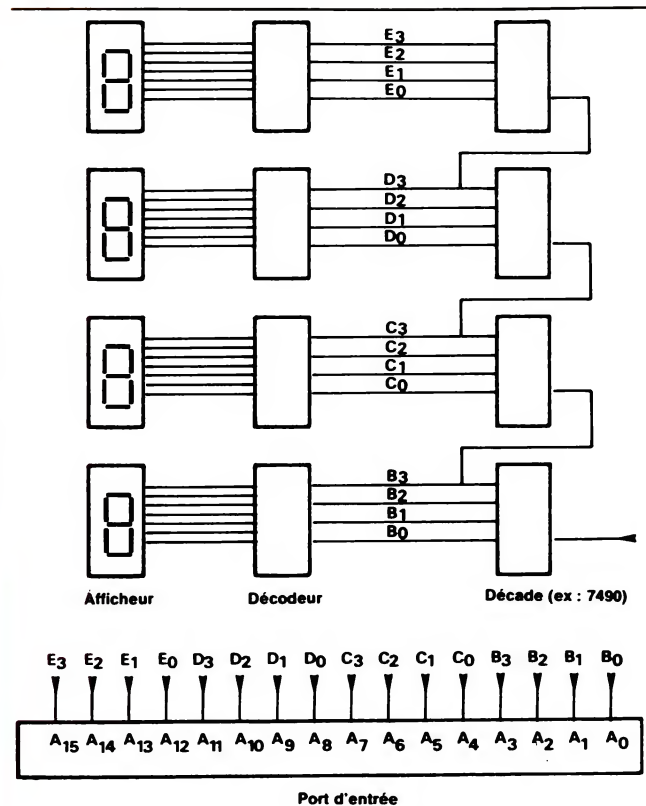 E3
E2
E1
E0
D3
D2
D1
D0
C3
C2
C1
C0
B3
B2
B1
B0
Afficheur Décodeur Décade (ex : 7490)
E3 E2 E1 E0 D3 D2 D1 D0 C3 C2 C1 C0 B3 B2 B1 B0
A15 A14 A13 A12 A11 A10 A9 A8 A7 A6 A5 A4 A3 A2 A1 A0
Port d'entrée